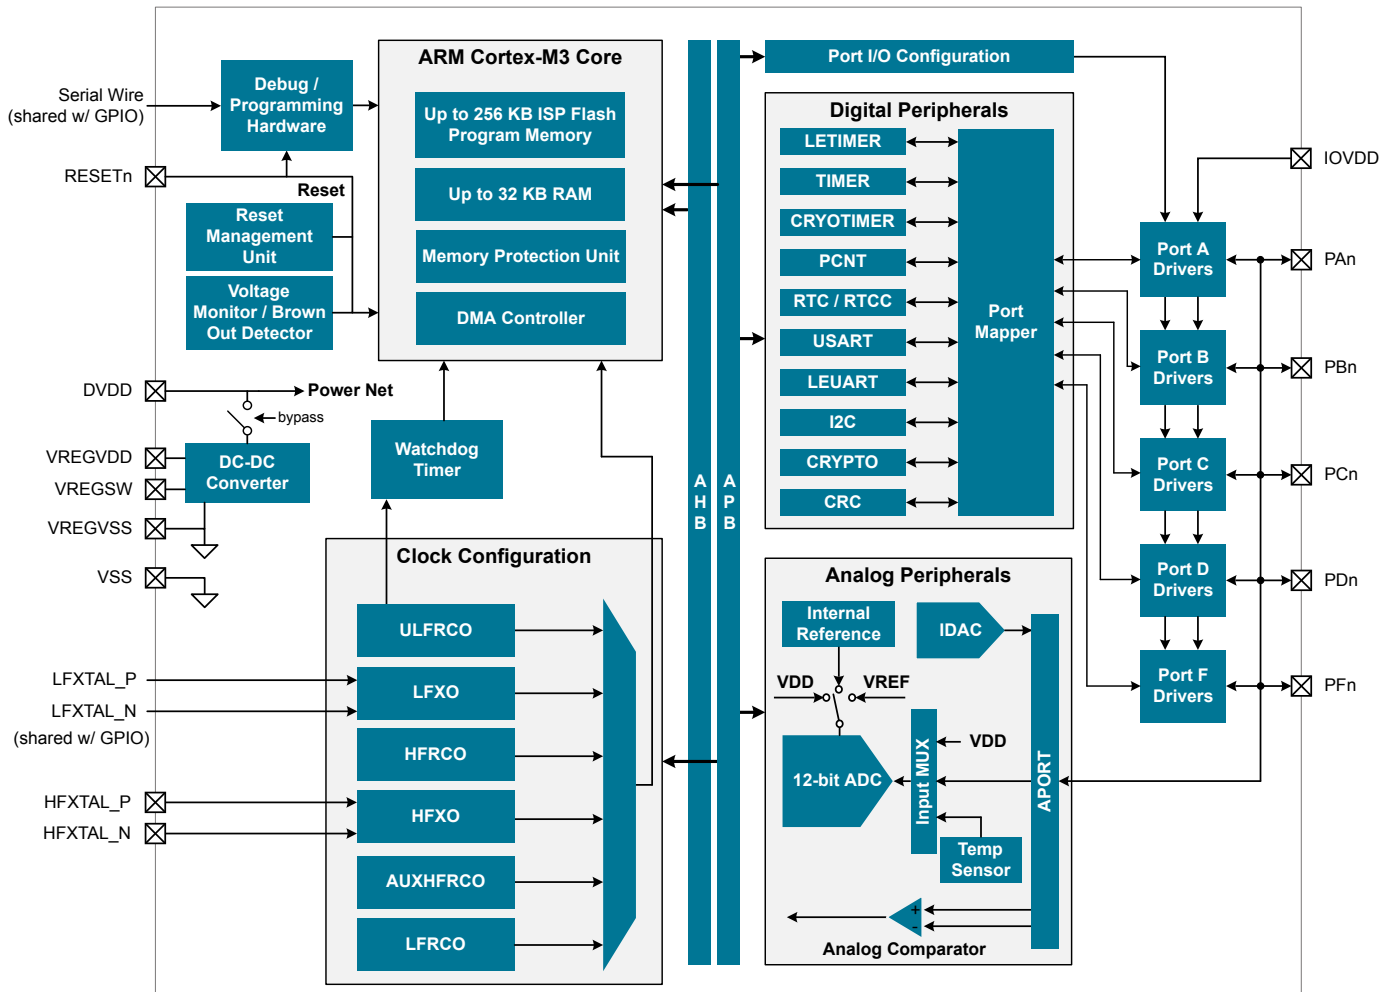 Serial Wire
(shared w/ GPIO)
RESETn
DVDD
VREGVDD
VREGSW
VREGVSS
VSS
LFXTAL_P
LFXTAL_N
(shared w/ GPIO)
HFXTAL_P
HFXTAL_N
Debug /
Programming
Hardware
Reset
Reset
Management
Unit
Voltage
Monitor / Brown
Out Detector
Power Net
bypass
DC-DC
Converter
ARM Cortex-M3 Core
Up to 256 KB ISP Flash
Program Memory
Up to 32 KB RAM
Memory Protection Unit
DMA Controller
Watchdog
Timer
Clock Configuration
ULFRCO
LFXO
HFRCO
HFXO
AUXHFRCO
LFRCO
A
H
B
A
P
B
Port I/O Configuration
Digital Peripherals
LETIMER
TIMER
CRYOTIMER
PCNT
RTC / RTCC
USART
LEUART
I2C
CRYPTO
CRC
Port
Mapper
Analog Peripherals
Internal
Reference
IDAC
VDD
VREF
12-bit ADC
Input MUX
VDD
Temp
Sensor
APORT
+
-
Analog Comparator
Port A
Drivers
Port B
Drivers
Port C
Drivers
Port D
Drivers
Port F
Drivers
IOVDD
PAn
PBn
PCn
PDn
PFn